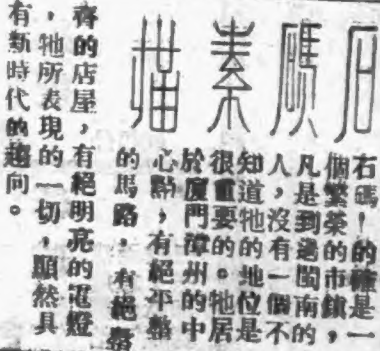 石碼素描
右碼！的確是一
個繁榮的市鎮，
凡是到過閩南的
人，沒有一個不
知道牠的地位是
很重要的。牠居
於廈門漳州的中
心點，有絕平整
的馬路，有絕整
齊的店屋，有絕明亮的電燈
，牠所表現的一切，顯然具
有新時代的趨向。